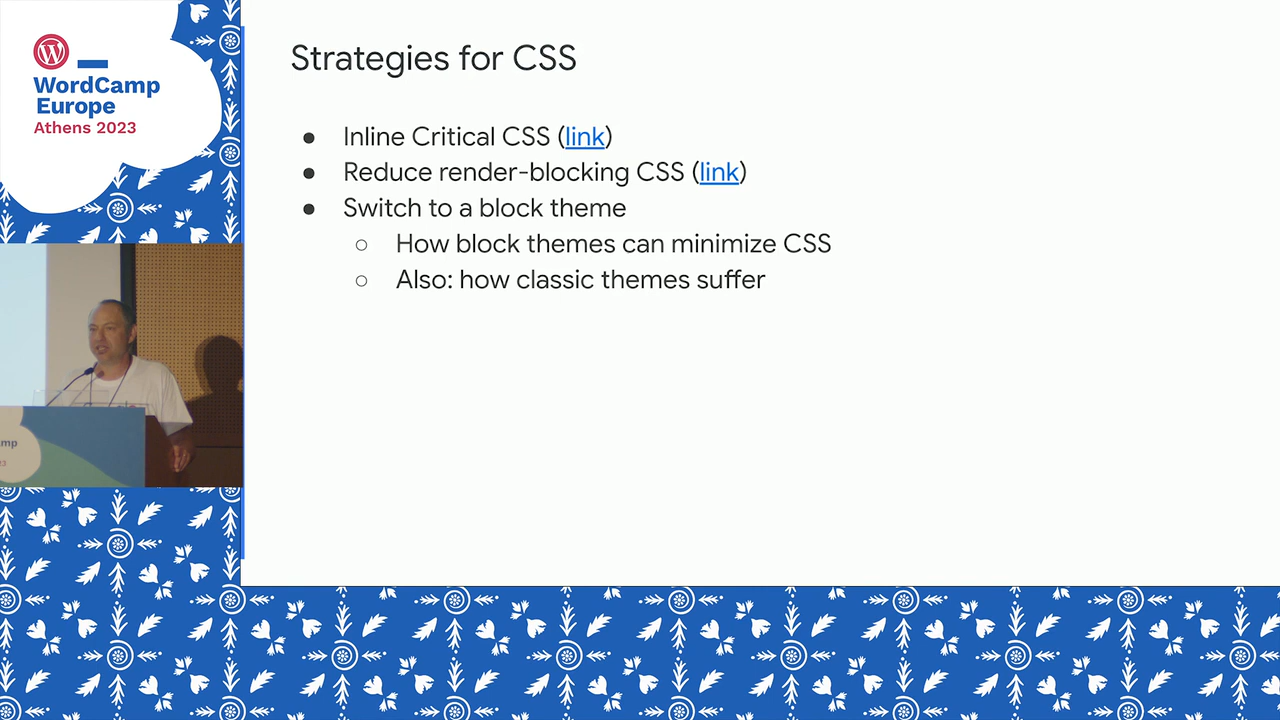 WordCamp
Europe
Athens 2023
Strategies for CSS
● Inline Critical CSS (link)
● Reduce render-blocking CSS (link)
● Switch to a block theme
○ How block themes can minimize CSS
○ Also: how classic themes suffer